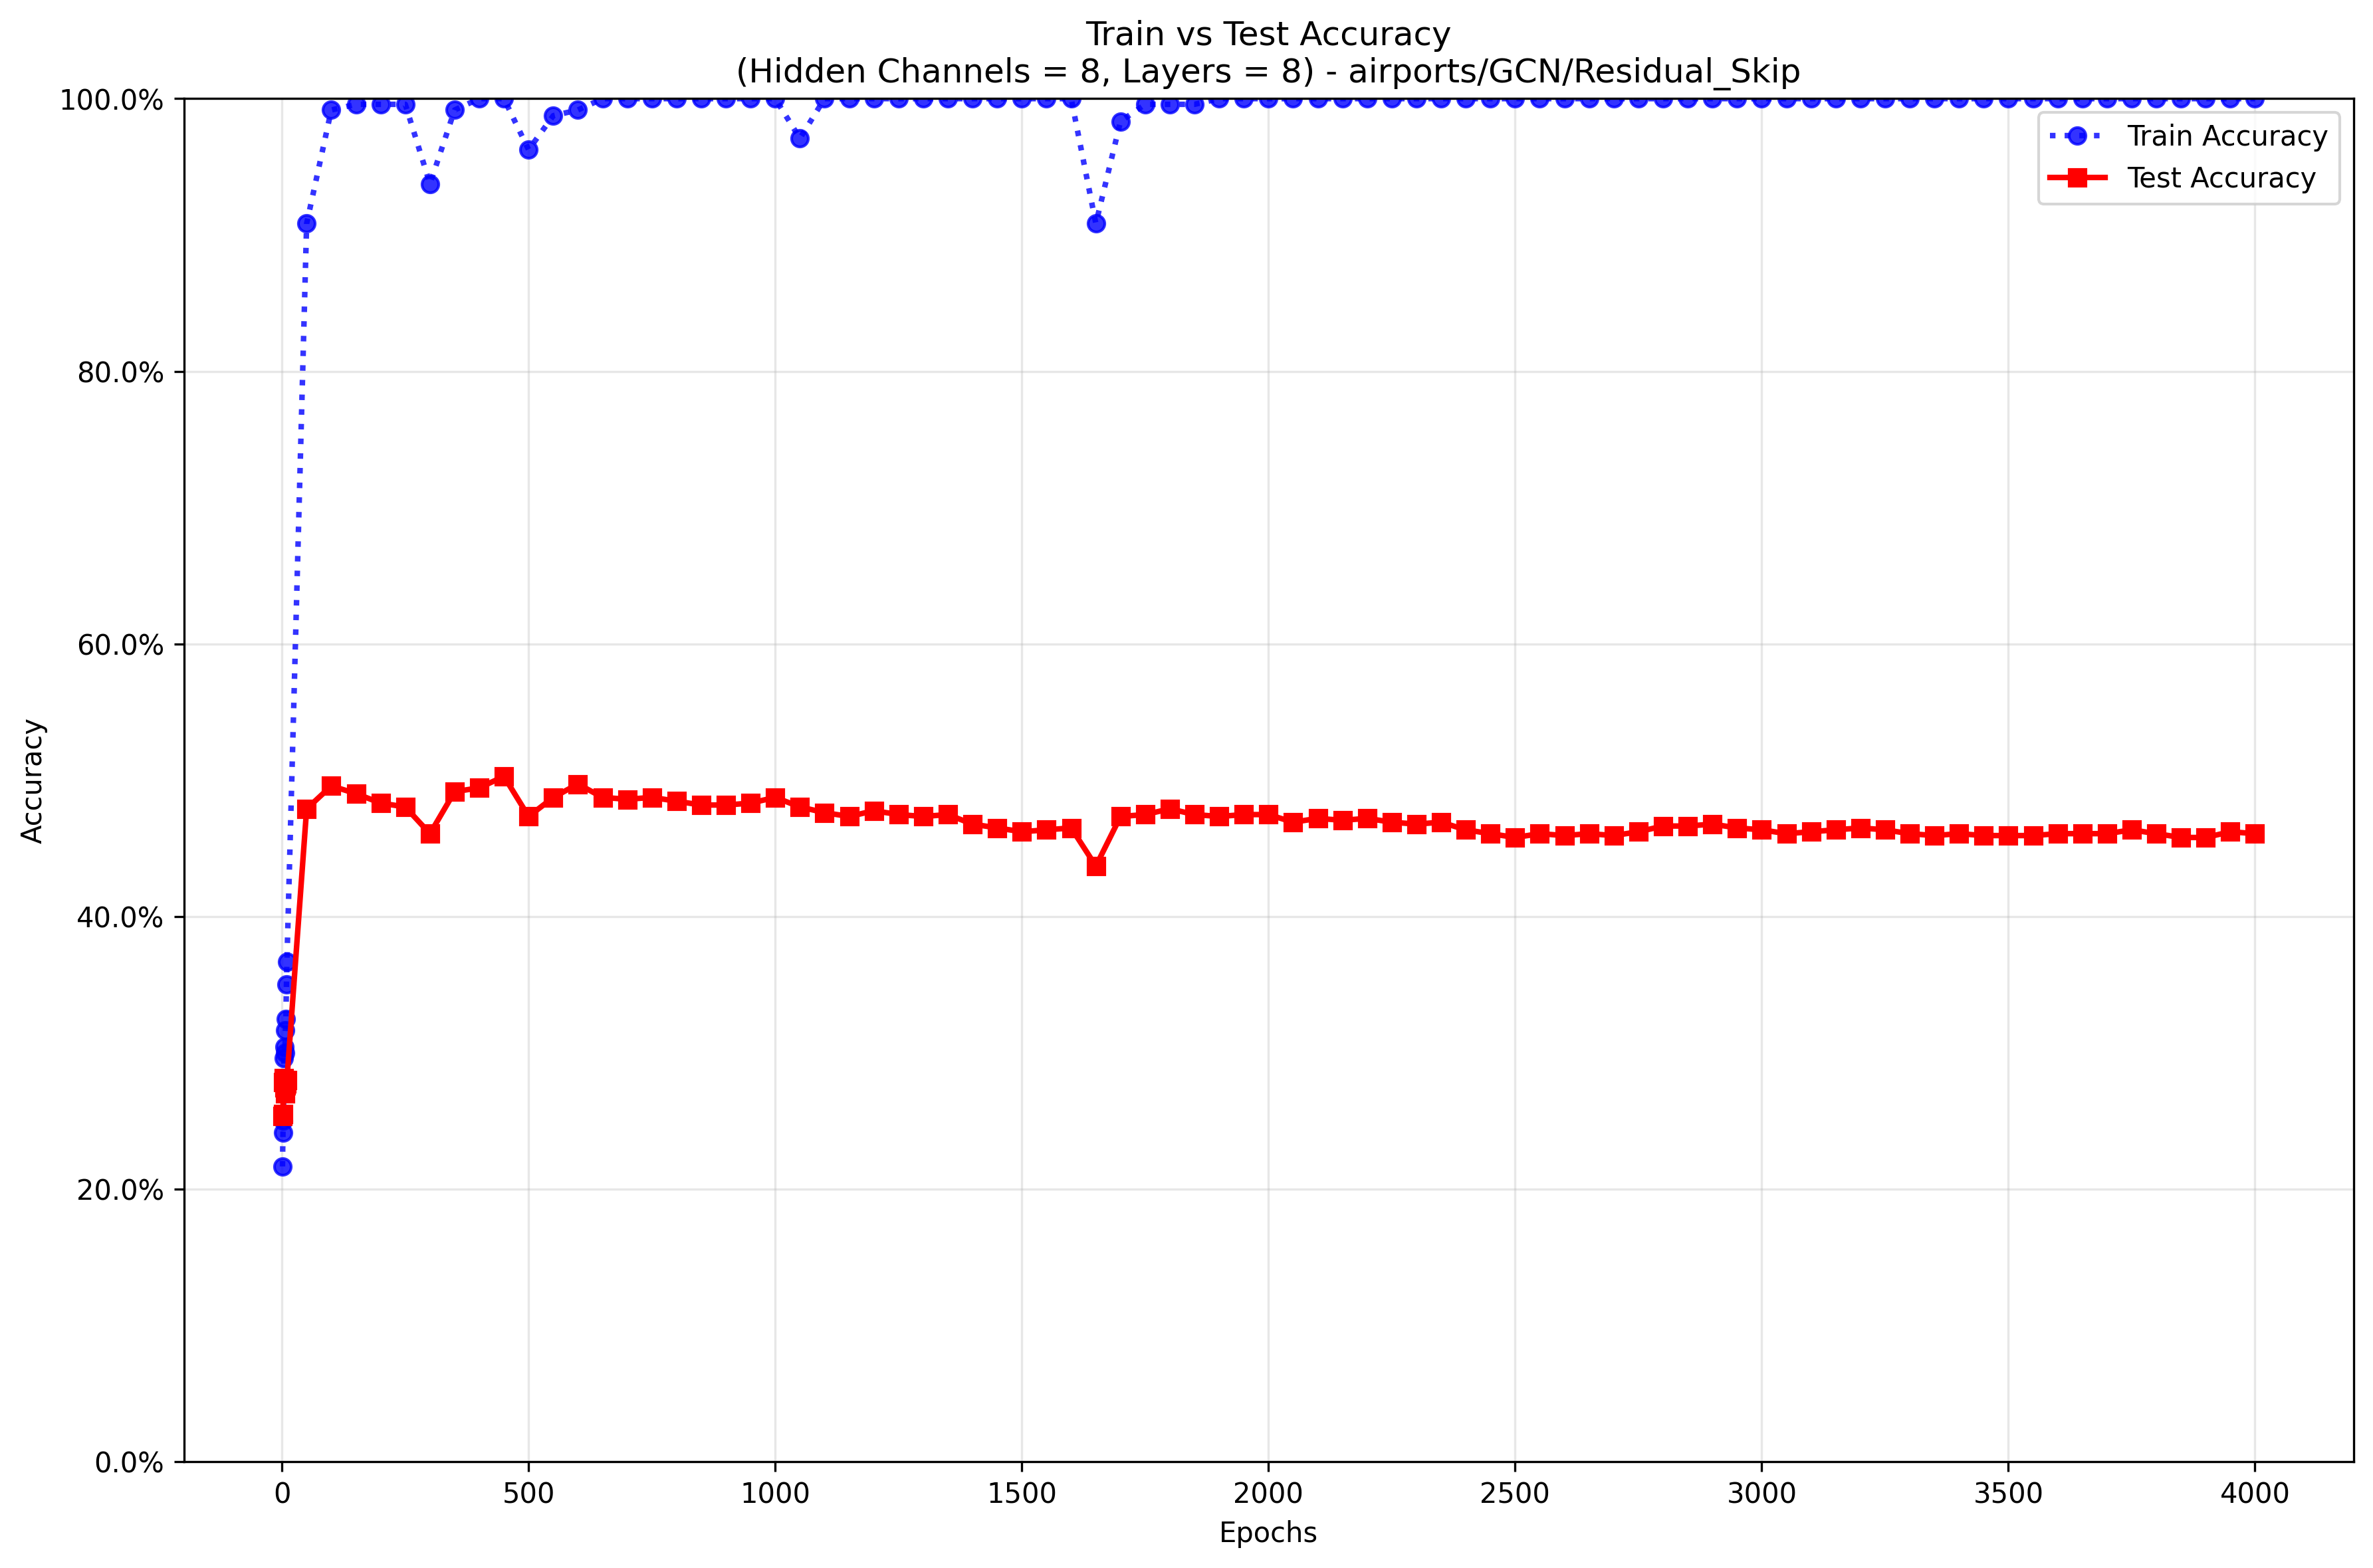 Train vs Test Accuracy
(Hidden Channels = 8, Layers = 8) - airports/GCN/Residual_Skip
100.0%
80.0%
60.0%
40.0%
20.0%
0.0%
Accuracy
Train Accuracy
Test Accuracy
0
500
1000
1500
2000
2500
3000
3500
4000
Epochs